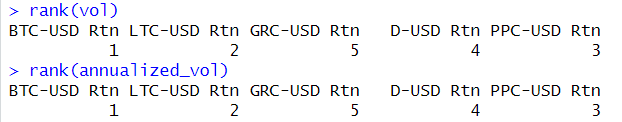 > rank(vol)
BTC-USD Rtn LTC-USD Rtn GRC-USD Rtn   D-USD Rtn PPC-USD Rtn
          1           2           5           4           3
> rank(annualized_vol)
BTC-USD Rtn LTC-USD Rtn GRC-USD Rtn   D-USD Rtn PPC-USD Rtn
          1           2           5           4           3